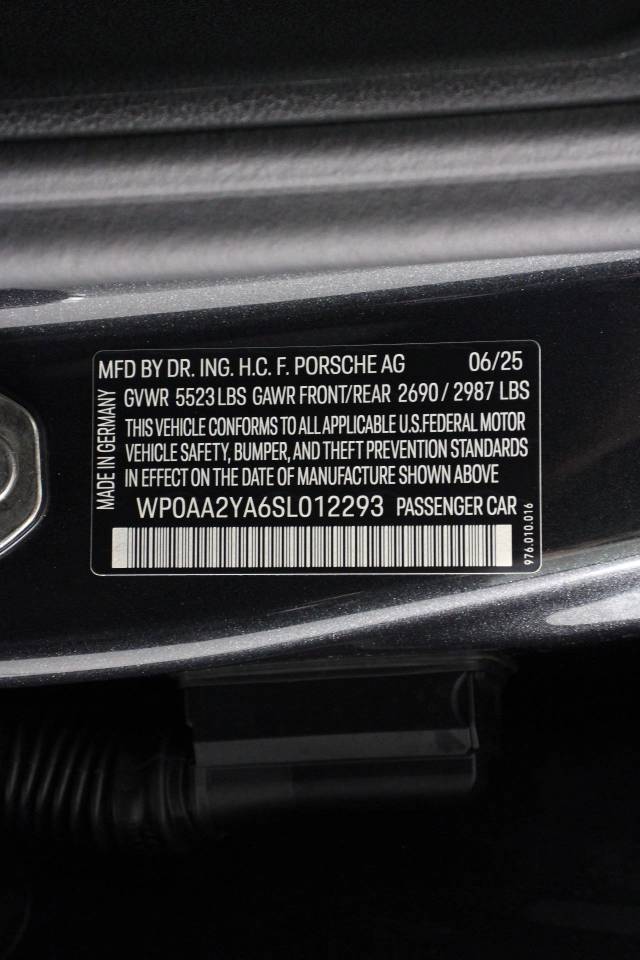 MFD BY DR. ING. H.C. F. PORSCHE AG 06/25
GVWR 5523 LBS GAWR FRONT/REAR 2690 / 2987 LBS
THIS VEHICLE CONFORMS TO ALL APPLICABLE U.S.FEDERAL MOTOR
VEHICLE SAFETY, BUMPER, AND THEFT PREVENTION STANDARDS
IN EFFECT ON THE DATE OF MANUFACTURE SHOWN ABOVE
WP0AA2YA6SL012293 PASSENGER CAR
MADE IN GERMANY
976.010.016